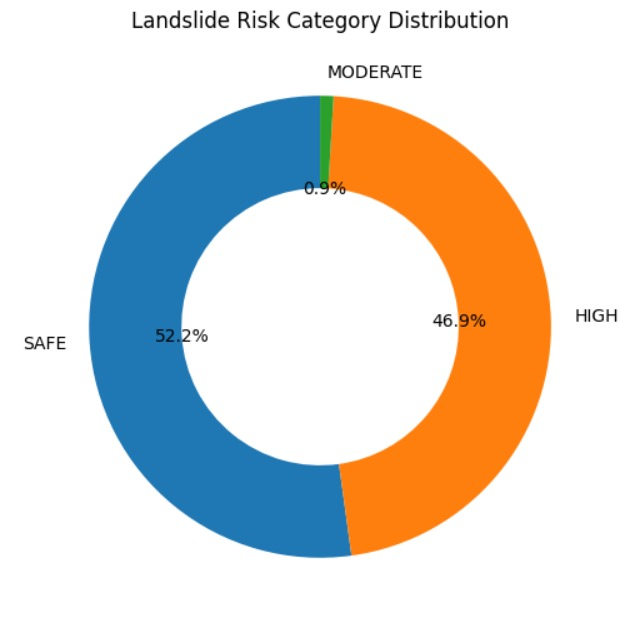 Landslide Risk Category Distribution
MODERATE
0.9%
SAFE
52.2%
46.9%
HIGH